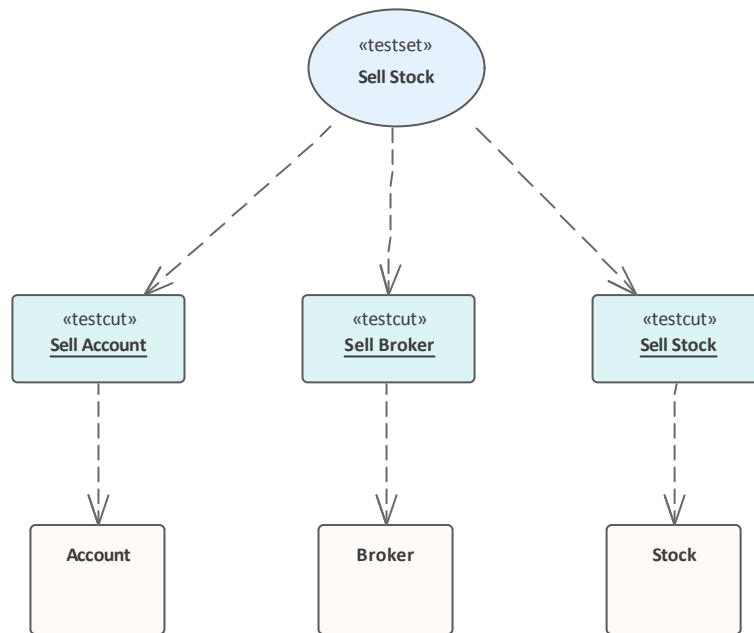 «testset»
Sell Stock
«testcut»
Sell Account
«testcut»
Sell Broker
«testcut»
Sell Stock
Account
Broker
Stock